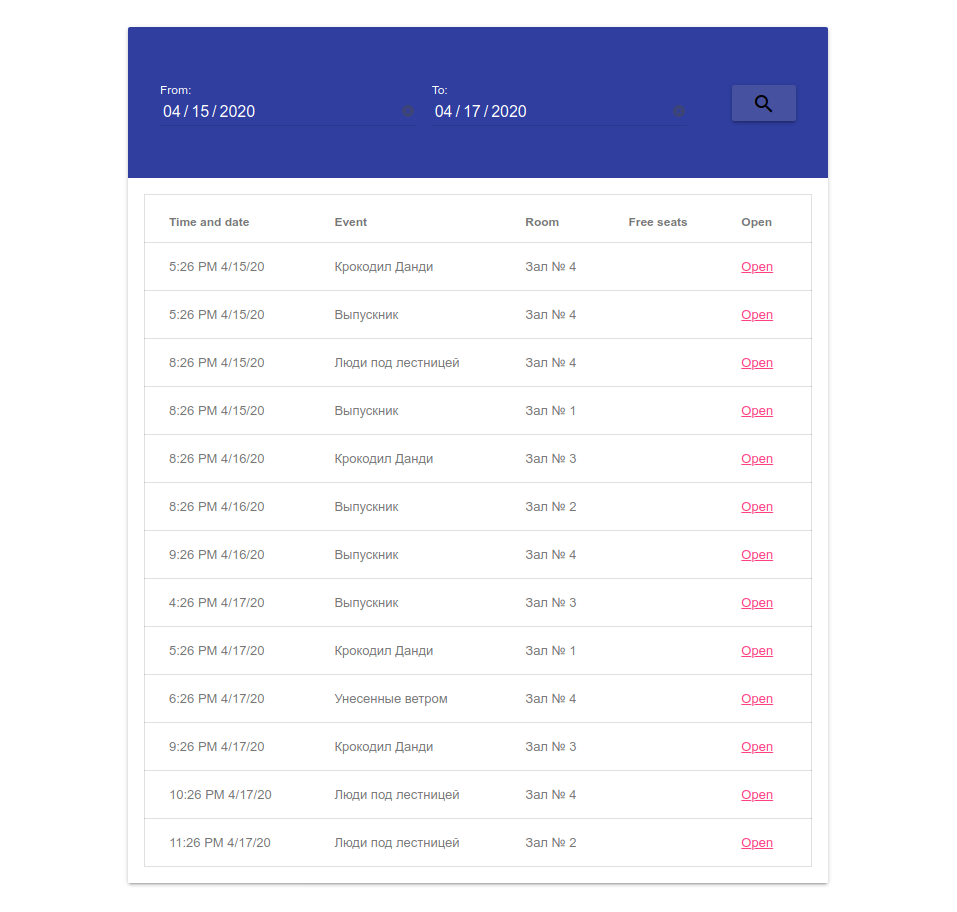 From: To:
04/15/2020 04/17/2020
Time and date Event Room Free seats Open
5:26 PM 4/15/20 Крокодил Данди Зал № 4 Open
5:26 PM 4/15/20 Выпускник Зал № 4 Open
8:26 PM 4/15/20 Люди под лестницей Зал № 4 Open
8:26 PM 4/15/20 Выпускник Зал № 1 Open
8:26 PM 4/16/20 Крокодил Данди Зал № 3 Open
8:26 PM 4/16/20 Выпускник Зал № 2 Open
9:26 PM 4/16/20 Выпускник Зал № 4 Open
4:26 PM 4/17/20 Выпускник Зал № 3 Open
5:26 PM 4/17/20 Крокодил Данди Зал № 1 Open
6:26 PM 4/17/20 Унесенные ветром Зал № 4 Open
9:26 PM 4/17/20 Крокодил Данди Зал № 3 Open
10:26 PM 4/17/20 Люди под лестницей Зал № 4 Open
11:26 PM 4/17/20 Люди под лестницей Зал № 2 Open